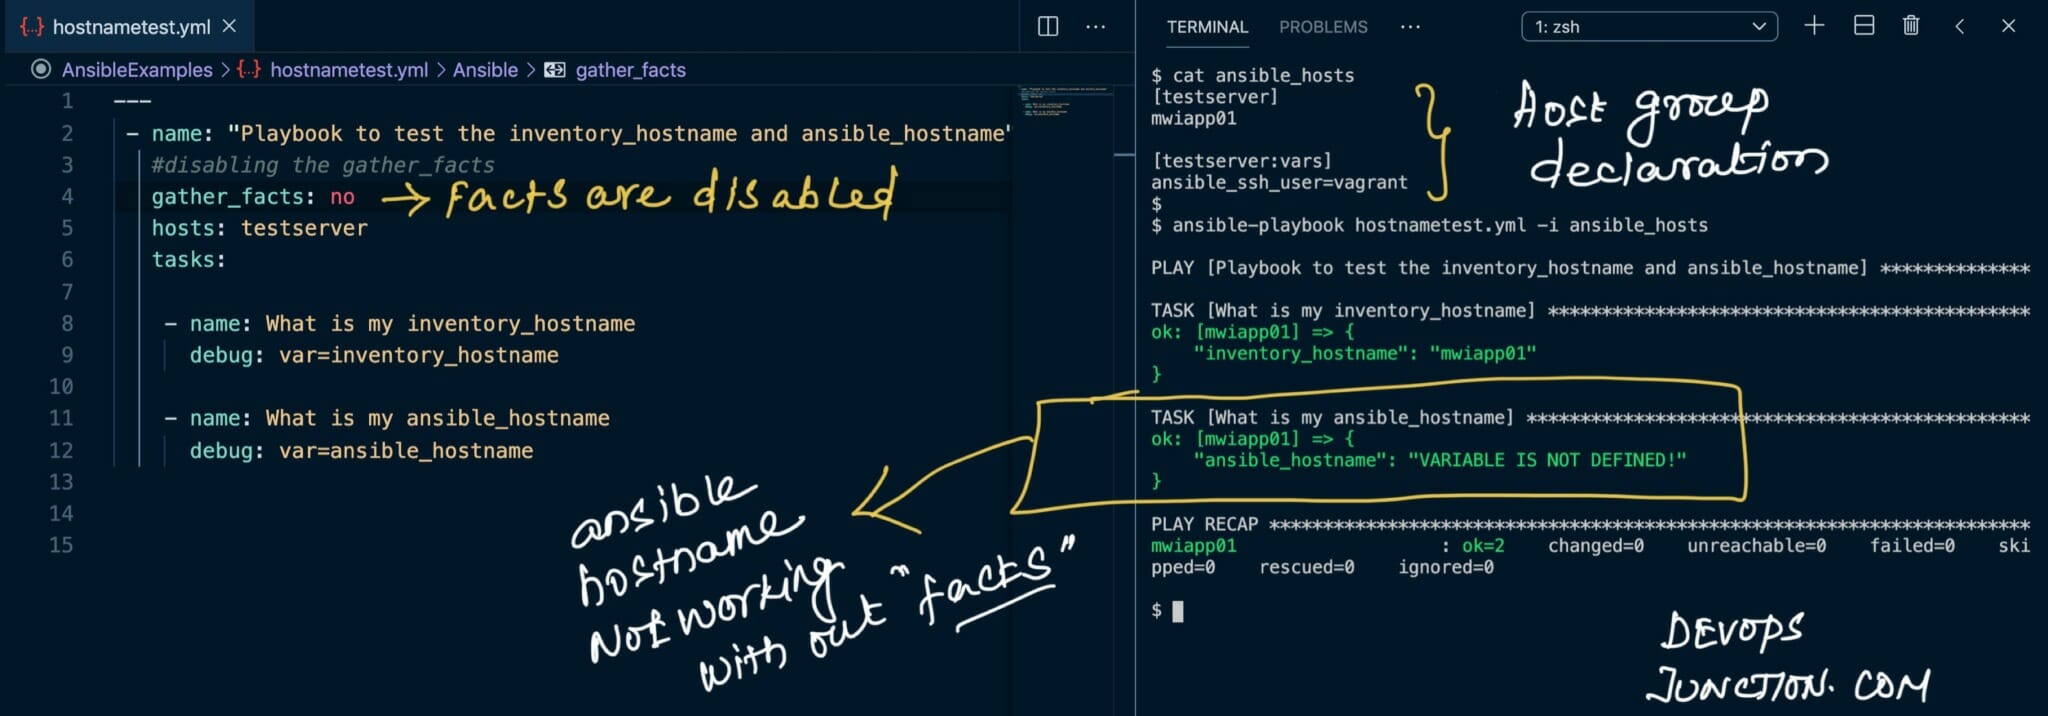 hostnametest.yml
AnsibleExamples > hostnametest.yml > Ansible > gather_facts
1 ---
2 - name: "Playbook to test the inventory_hostname and ansible_hostname"
3 #disabling the gather_facts
4 gather_facts: no → Facts are disabled
5 hosts: testserver
6 tasks:
7
8 - name: What is my inventory_hostname
9 debug: var=inventory_hostname
10
11 - name: What is my ansible_hostname
12 debug: var=ansible_hostname
13
14
15
ansible
hostname
Not working
with out "facts"
TERMINAL PROBLEMS ··· 1: zsh
$ cat ansible_hosts
[testserver]
mwiapp01
[testserver:vars]
ansible_ssh_user=vagrant
Host group
declaration
$
$ ansible-playbook hostnametest.yml -i ansible_hosts
PLAY [Playbook to test the inventory_hostname and ansible_hostname] **************
TASK [What is my inventory_hostname] *********************************************
ok: [mwiapp01] => {
"inventory_hostname": "mwiapp01"
}
TASK [What is my ansible_hostname] ***********************************************
ok: [mwiapp01] => {
"ansible_hostname": "VARIABLE IS NOT DEFINED!"
}
PLAY RECAP ***********************************************************************
mwiapp01 : ok=2 changed=0 unreachable=0 failed=0 ski
pped=0 rescued=0 ignored=0
$
DEVOPS
JUNCTION.COM